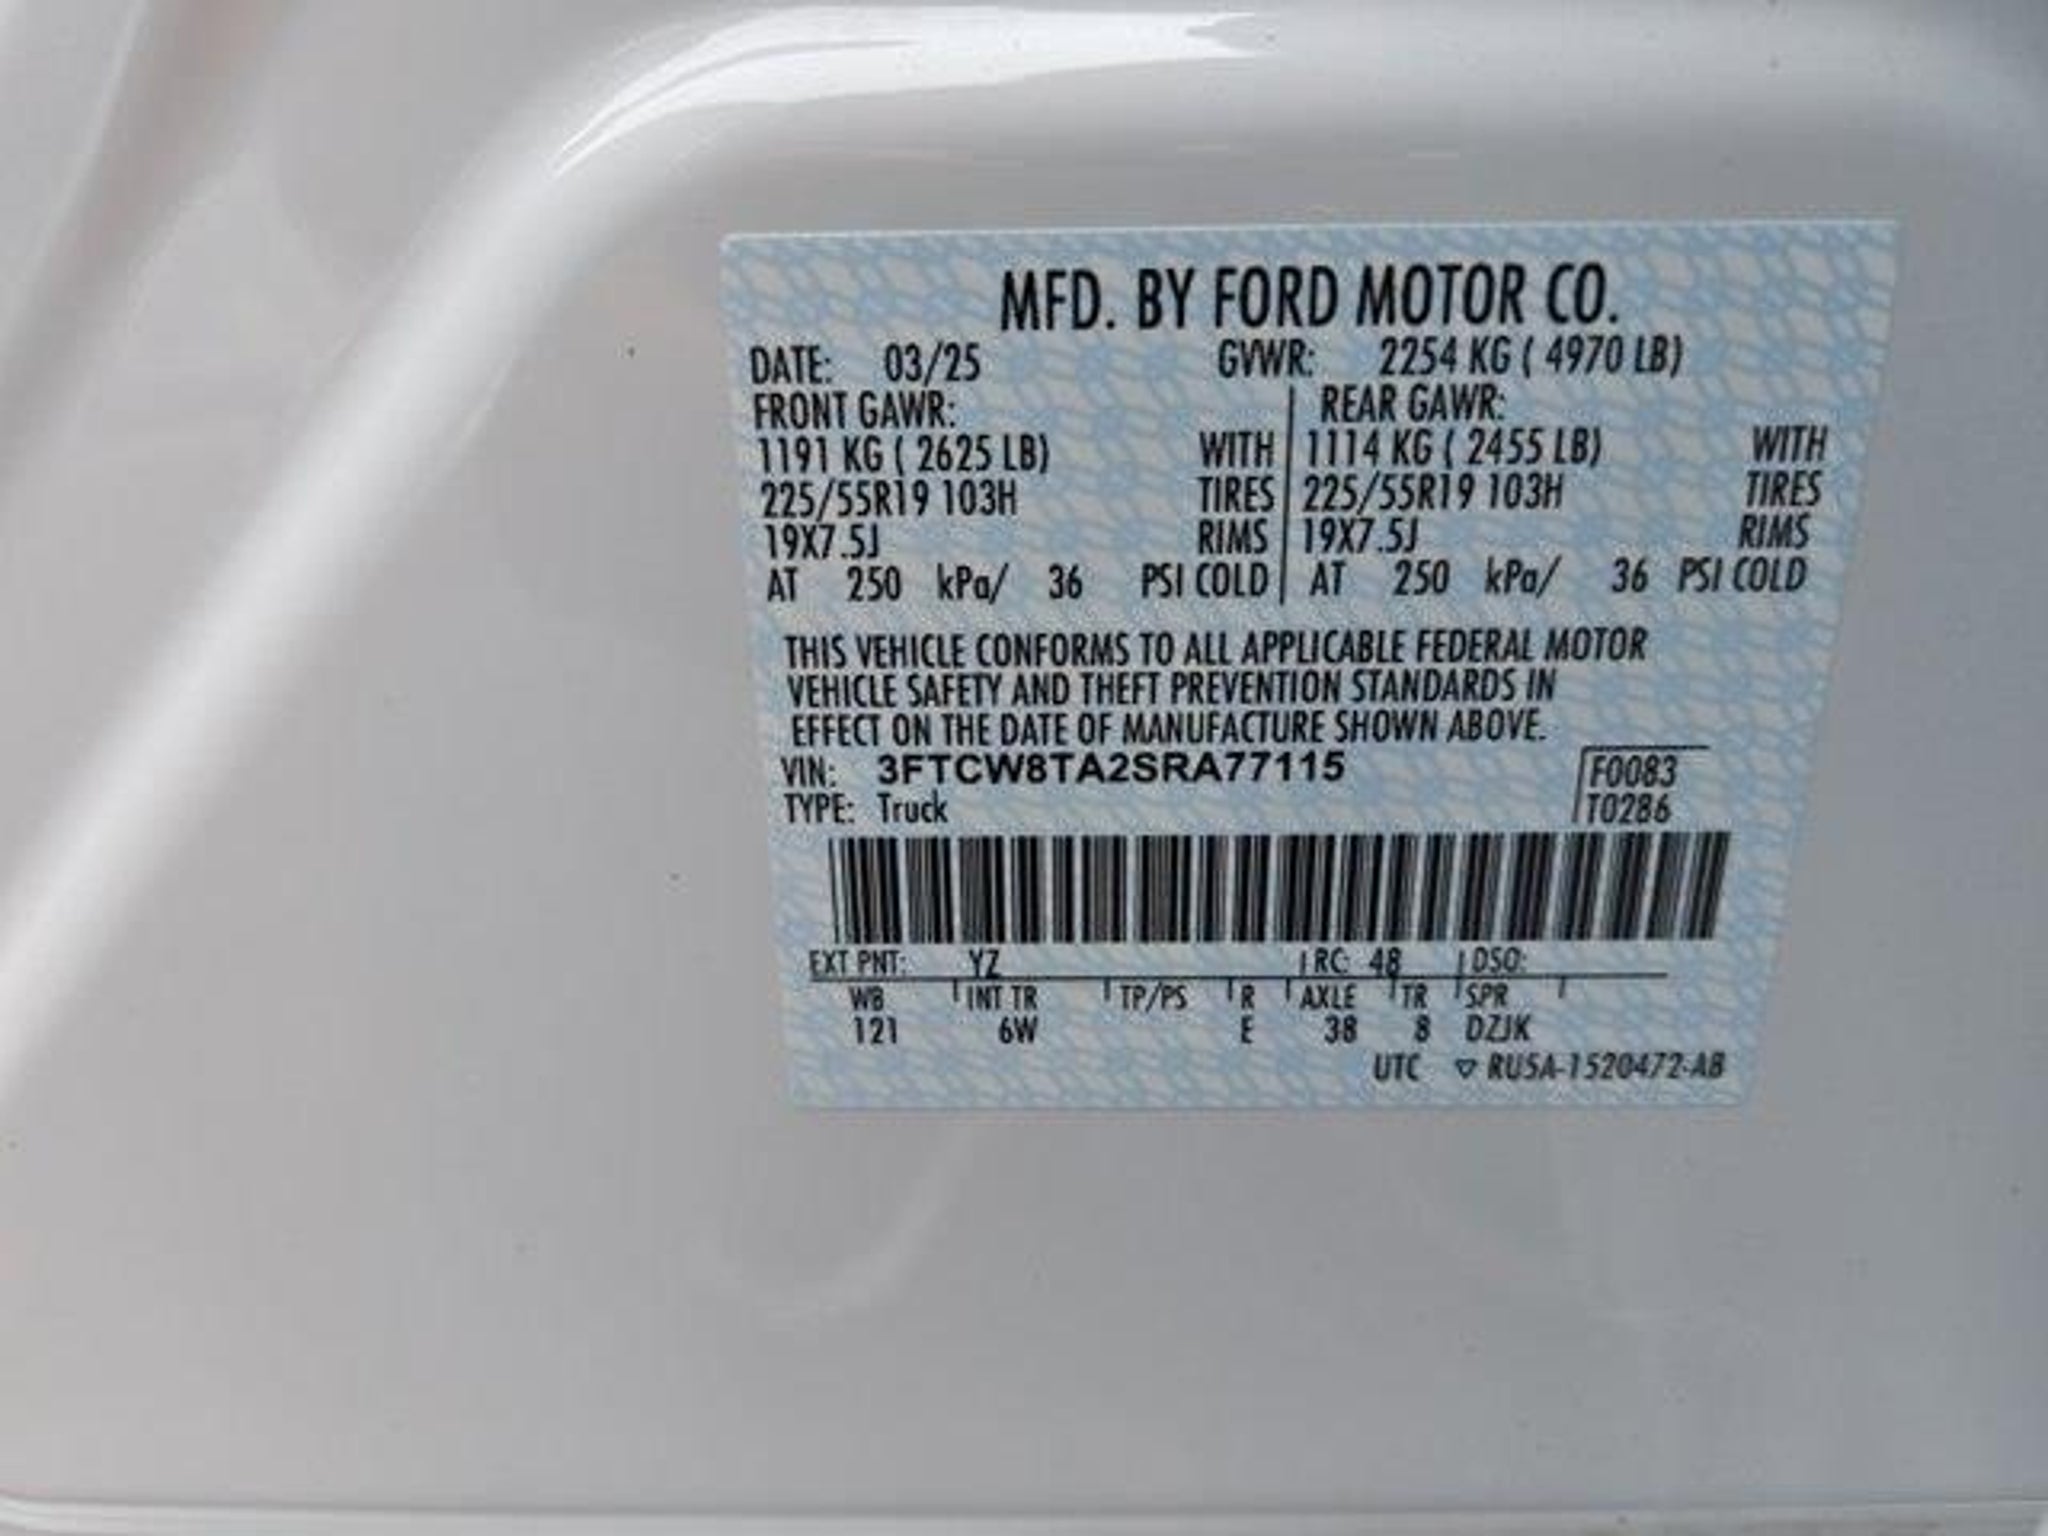 MFD. BY FORD MOTOR CO.
DATE: 03/25 GVWR: 2254 KG ( 4970 LB)
FRONT GAWR: REAR GAWR:
1191 KG ( 2625 LB) WITH 1114 KG ( 2455 LB) WITH
225/55R19 103H TIRES 225/55R19 103H TIRES
19X7.5J RIMS 19X7.5J RIMS
AT 250 kPa/ 36 PSI COLD AT 250 kPa/ 36 PSI COLD
THIS VEHICLE CONFORMS TO ALL APPLICABLE FEDERAL MOTOR
VEHICLE SAFETY AND THEFT PREVENTION STANDARDS IN
EFFECT ON THE DATE OF MANUFACTURE SHOWN ABOVE.
VIN: 3FTCW8TA2SRA77115 F0083
TYPE: Truck T0286
EXT PNT: YZ RC: 48 DSO:
WB INT TR TP/PS R AXLE TR SPR
121 6W E 38 8 DZJK
UTC ▽ RU5A-1520472-AB